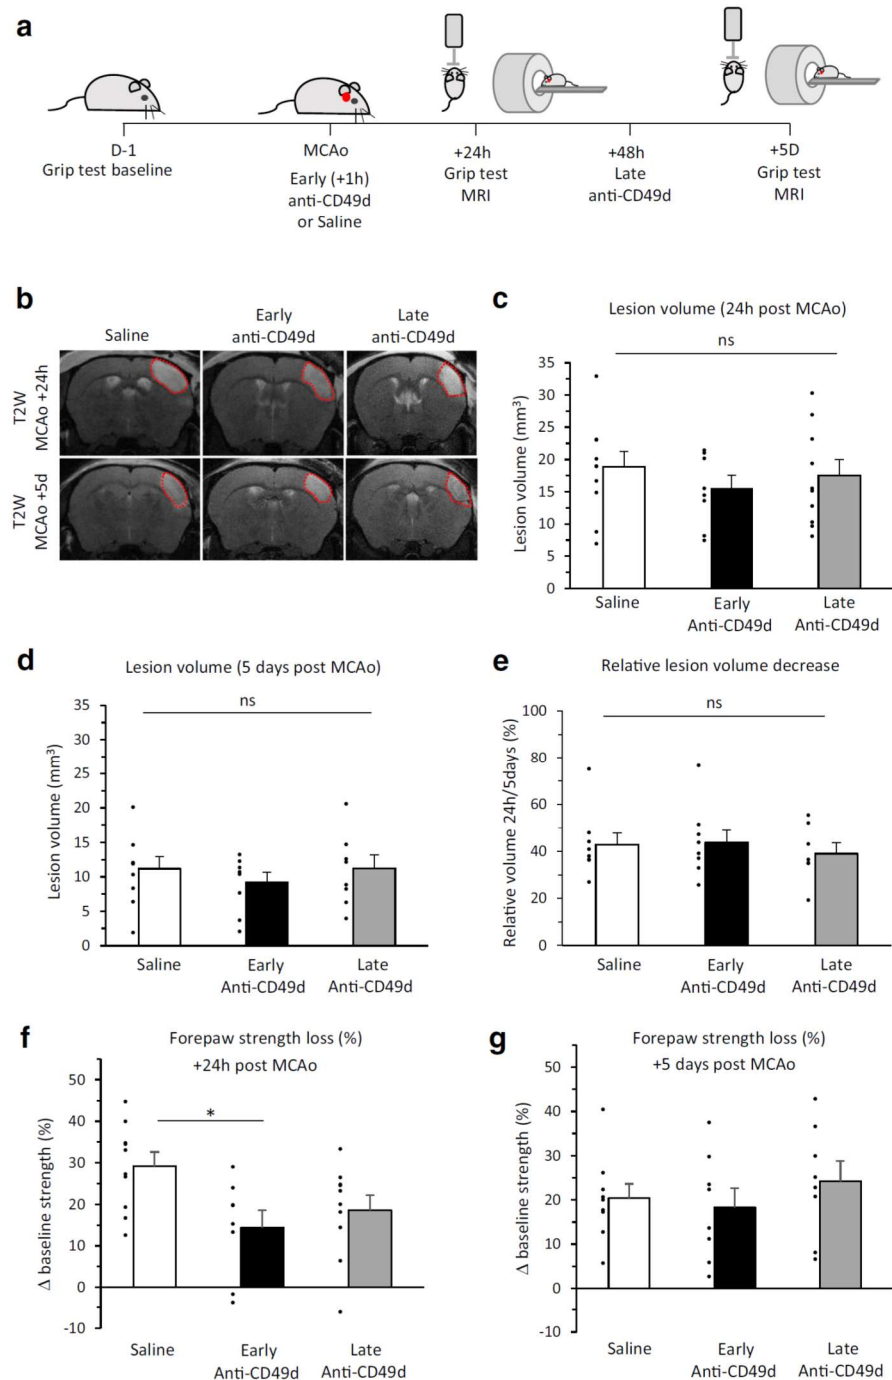 a
D-1
Grip test baseline
MCAo
Early (+1h)
anti-CD49d
or Saline
+24h
Grip test
MRI
+48h
Late
anti-CD49d
+5D
Grip test
MRI
b
Saline
Early
anti-CD49d
Late
anti-CD49d
T2W
MCAo +24h
T2W
MCAo +5d
c
Lesion volume (24h post MCAo)
ns
Lesion volume (mm³)
35
30
25
20
15
10
5
0
Saline
Early
Anti-CD49d
Late
Anti-CD49d
d
Lesion volume (5 days post MCAo)
ns
Lesion volume (mm³)
35
30
25
20
15
10
5
0
Saline
Early
Anti-CD49d
Late
Anti-CD49d
e
Relative lesion volume decrease
ns
Relative volume 24h/5days (%)
100
80
60
40
20
0
Saline
Early
Anti-CD49d
Late
Anti-CD49d
f
Forepaw strength loss (%)
+24h post MCAo
*
Δ baseline strength (%)
50
40
30
20
10
0
-10
Saline
Early
Anti-CD49d
Late
Anti-CD49d
g
Forepaw strength loss (%)
+5 days post MCAo
Δ baseline strength (%)
50
40
30
20
10
0
-10
Saline
Early
Anti-CD49d
Late
Anti-CD49d